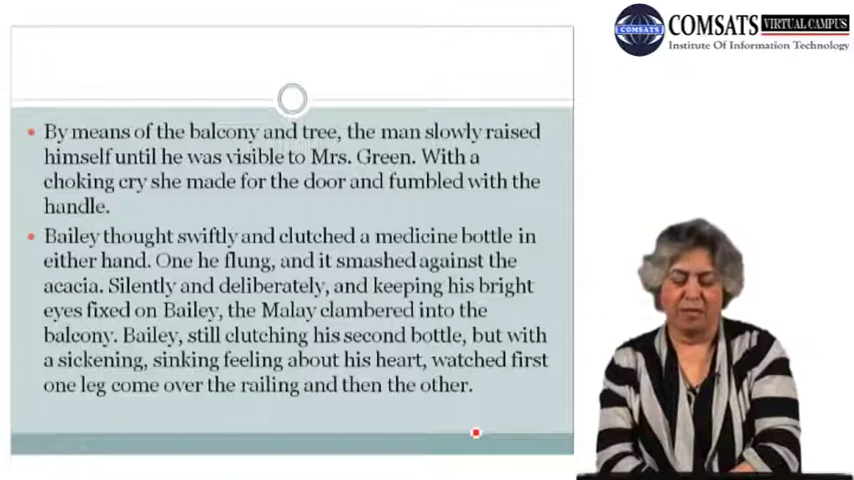 COMSATS VIRTUAL CAMPUS
COMSATS
Institute Of Information Technology
By means of the balcony and tree, the man slowly raised
himself until he was visible to Mrs. Green. With a
choking cry she made for the door and fumbled with the
handle.
Bailey thought swiftly and clutched a medicine bottle in
either hand. One he flung, and it smashed against the
acacia. Silently and deliberately, and keeping his bright
eyes fixed on Bailey, the Malay clambered into the
balcony. Bailey, still clutching his second bottle, but with
a sickening, sinking feeling about his heart, watched first
one leg come over the railing and then the other.